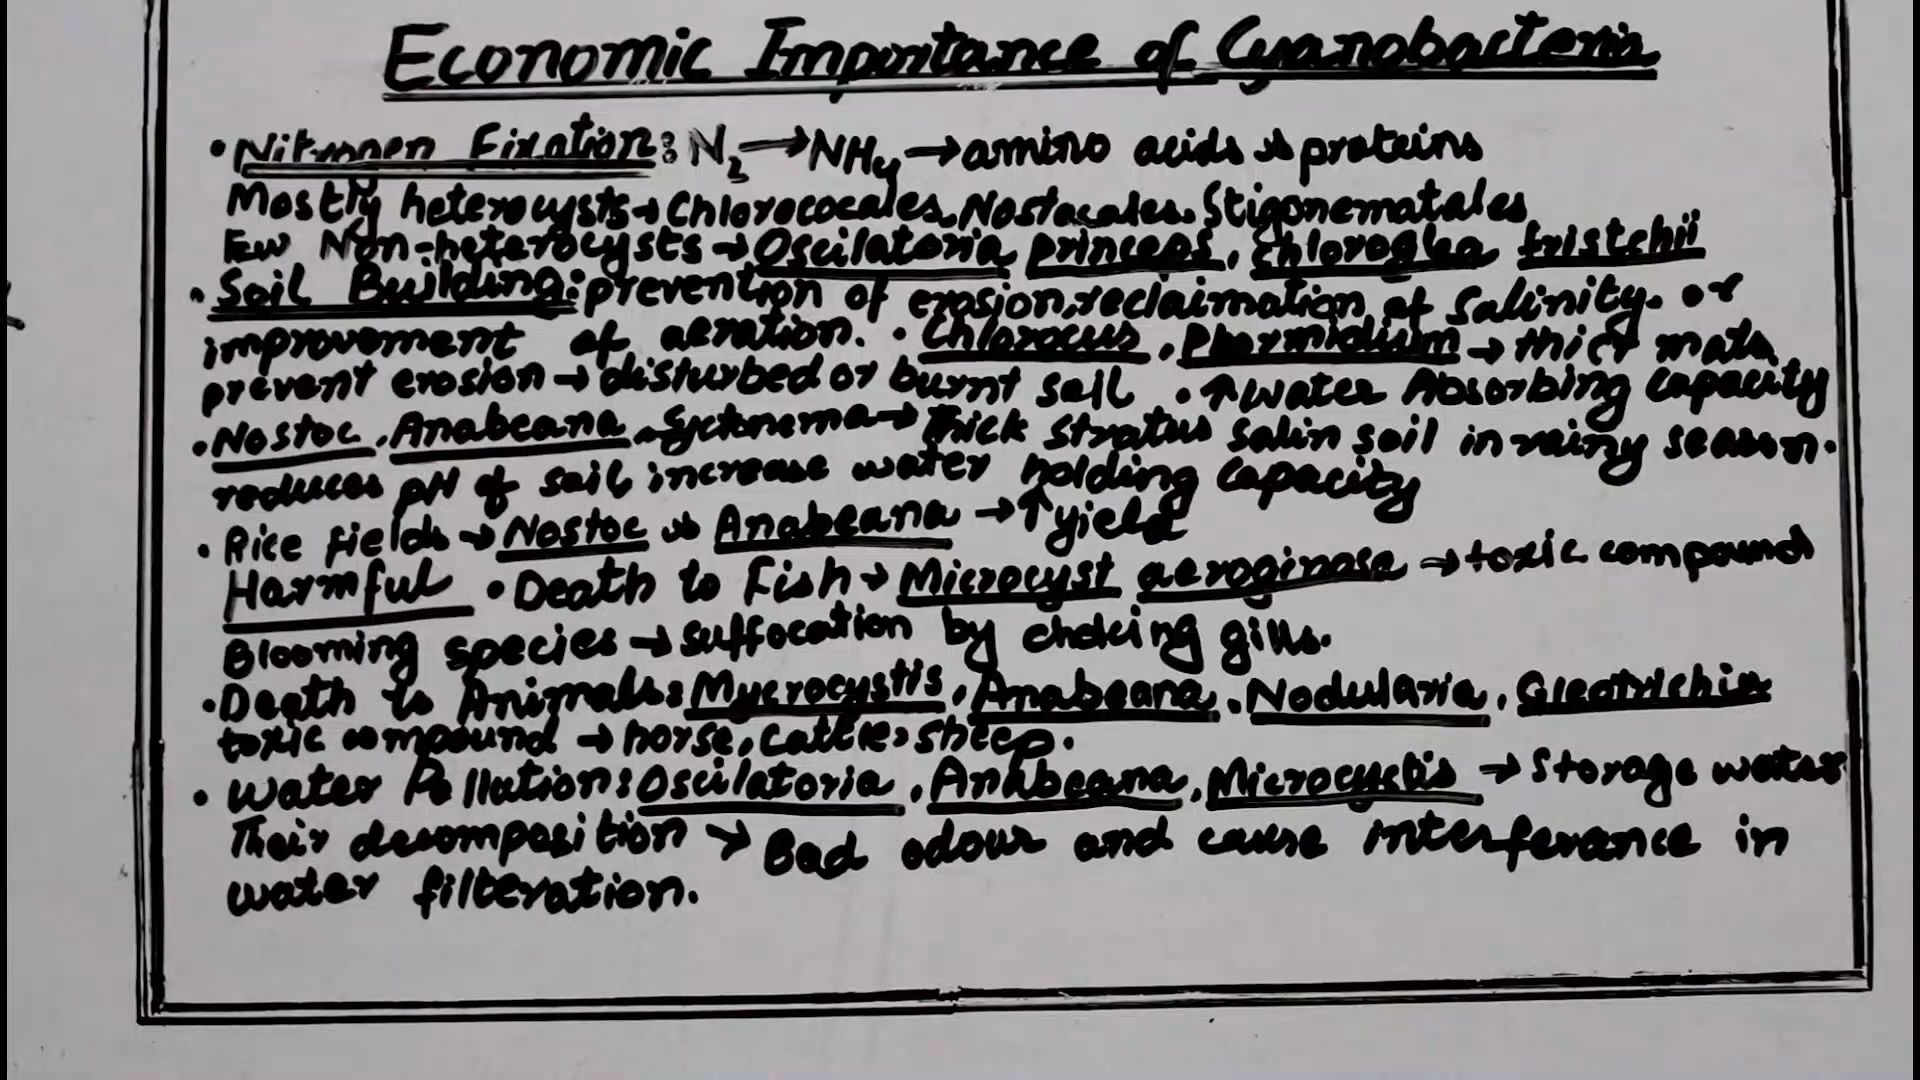 Economic Importance of Cyanobacteria
• Nitrogen Fixation: N2 → NH4 → amino acids → proteins
Mostly heterocysts → Chlorococcales, Nostacales, Stigonematales
Few Non-heterocysts → Oscilatoria princeps, Chloroglea fristchii
• Soil Building: prevention of erosion, reclaimation of Salinity. or
improvement of aeration. • Chlorocus, Phormidium → thick mats
prevent erosion → disturbed or burnt soil • ↑ water Absorbing capacity
• Nostoc, Anabeana, Scytonema → thick stratus salin soil in rainy season.
reduces pH of soil increase water holding capacity
• Rice fields → Nostoc Anabeana → ↑ yield
Harmful • Death to Fish → Microcyst aeroginosa → toxic compound
Blooming species → suffocation by choking gills.
• Death to Animals: Mycrocystis, Anabeana, Nodularia, Gleotrichia
toxic compound → horse, cattle, sheep.
• Water Pollution: Oscilatoria, Anabeana, Microcystis → Storage water
Their decomposition → Bad odour and cause interferance in
water filteration.